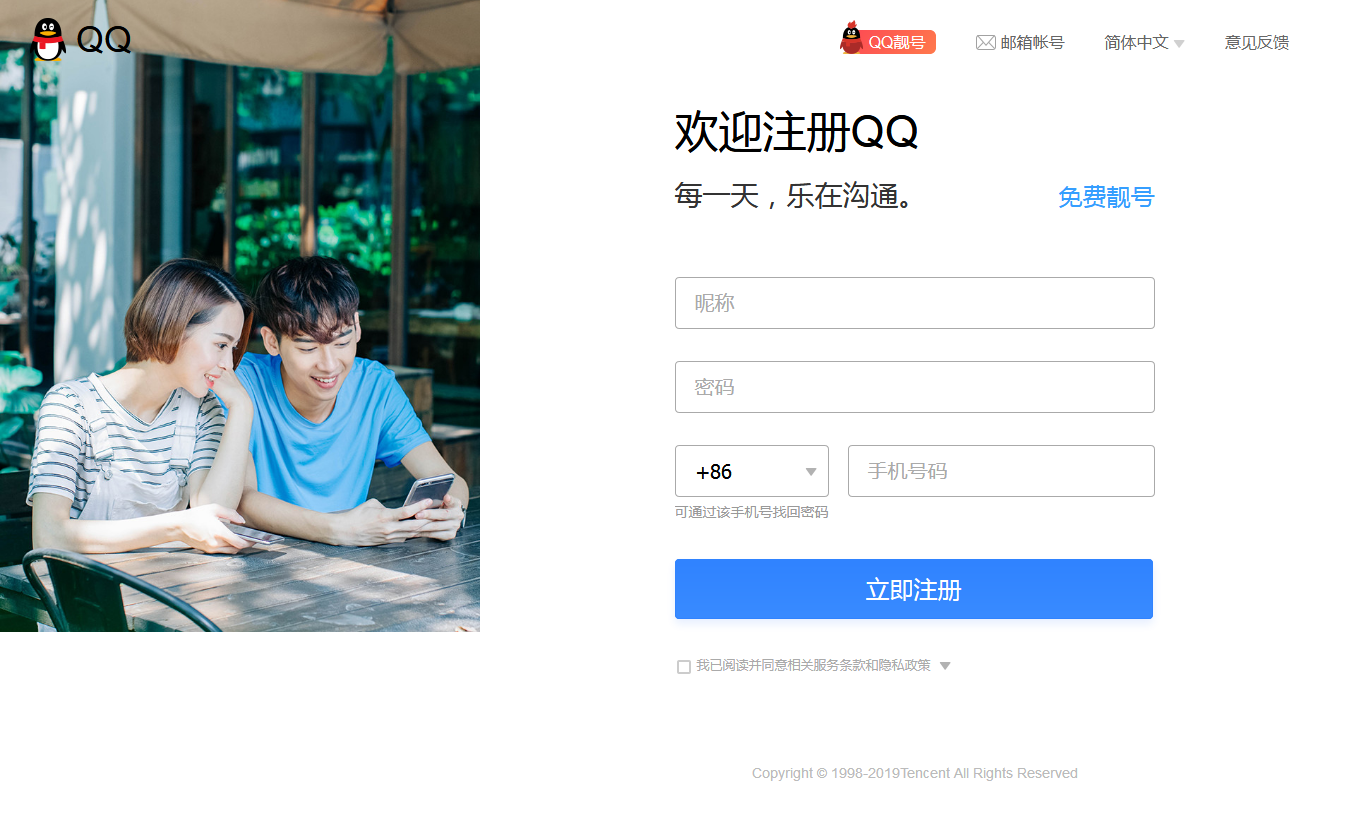 QQ
QQ靓号 邮箱帐号 简体中文 意见反馈
欢迎注册QQ
每一天，乐在沟通。 免费靓号
昵称
密码
+86 手机号码
可通过该手机号找回密码
立即注册
我已阅读并同意相关服务条款和隐私政策
Copyright © 1998-2019Tencent All Rights Reserved